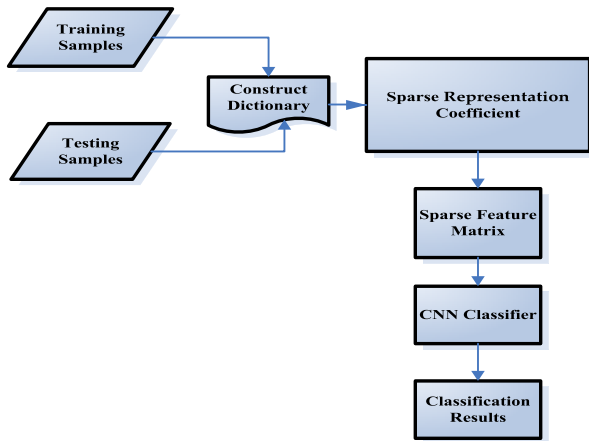 Training
Samples
Construct
Dictionary
Sparse Representation
Coefficient
Testing
Samples
Sparse Feature
Matrix
CNN Classifier
Classification
Results